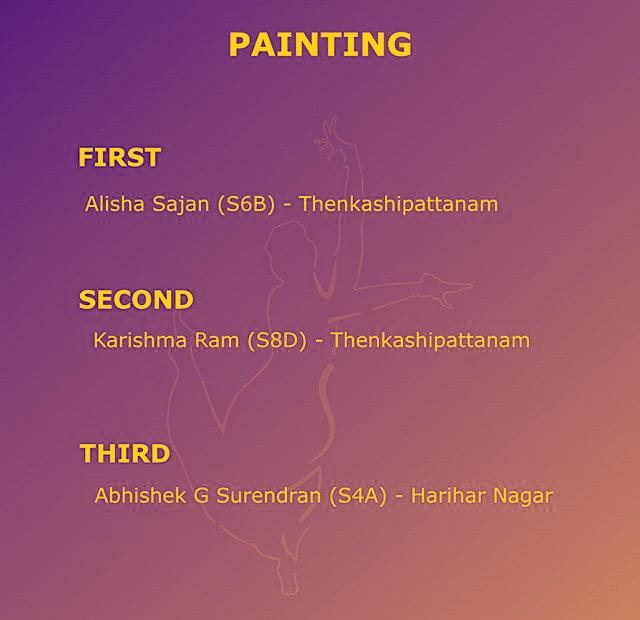 PAINTING
FIRST
Alisha Sajan (S6B) - Thenkashipattanam
SECOND
Karishma Ram (S8D) - Thenkashipattanam
THIRD
Abhishek G Surendran (S4A) - Harihar Nagar